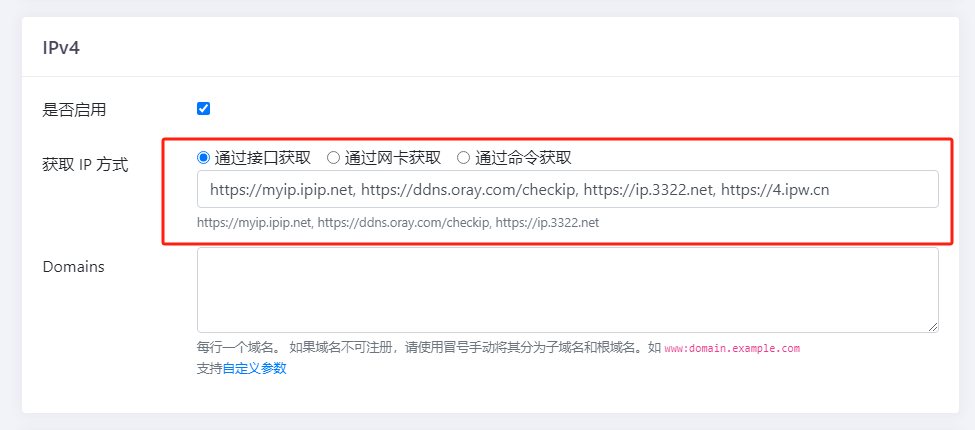 IPv4
是否启用
获取 IP 方式
通过接口获取 通过网卡获取 通过命令获取
https://myip.ipip.net, https://ddns.oray.com/checkip, https://ip.3322.net, https://4.ipw.cn
https://myip.ipip.net, https://ddns.oray.com/checkip, https://ip.3322.net
Domains
每行一个域名。 如果域名不可注册，请使用冒号手动将其分为子域名和根域名。如 www:domain.example.com
支持自定义参数